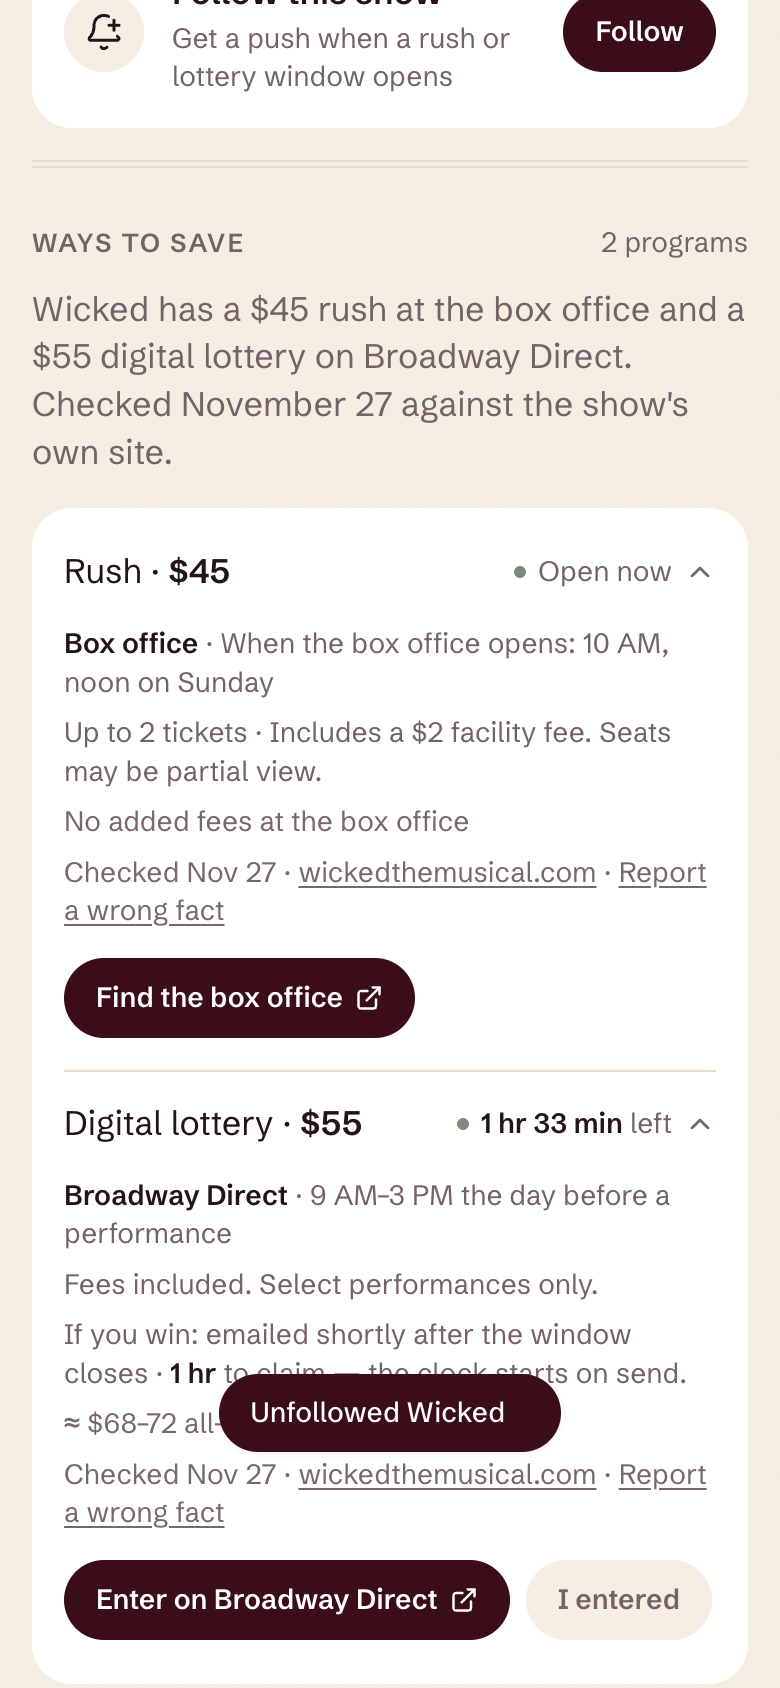 Follow this show
Get a push when a rush or
lottery window opens
Follow
WAYS TO SAVE
2 programs
Wicked has a $45 rush at the box office and a
$55 digital lottery on Broadway Direct.
Checked November 27 against the show's
own site.
Rush · $45
Open now
Box office · When the box office opens: 10 AM,
noon on Sunday
Up to 2 tickets · Includes a $2 facility fee. Seats
may be partial view.
No added fees at the box office
Checked Nov 27 · wickedthemusical.com · Report
a wrong fact
Find the box office
Digital lottery · $55
1 hr 33 min left
Broadway Direct · 9 AM–3 PM the day before a
performance
Fees included. Select performances only.
If you win: emailed shortly after the window
closes · 1 hr to claim — the clock starts on send.
≈ $68–72 all-
Unfollowed Wicked
Checked Nov 27 · wickedthemusical.com · Report
a wrong fact
Enter on Broadway Direct
I entered